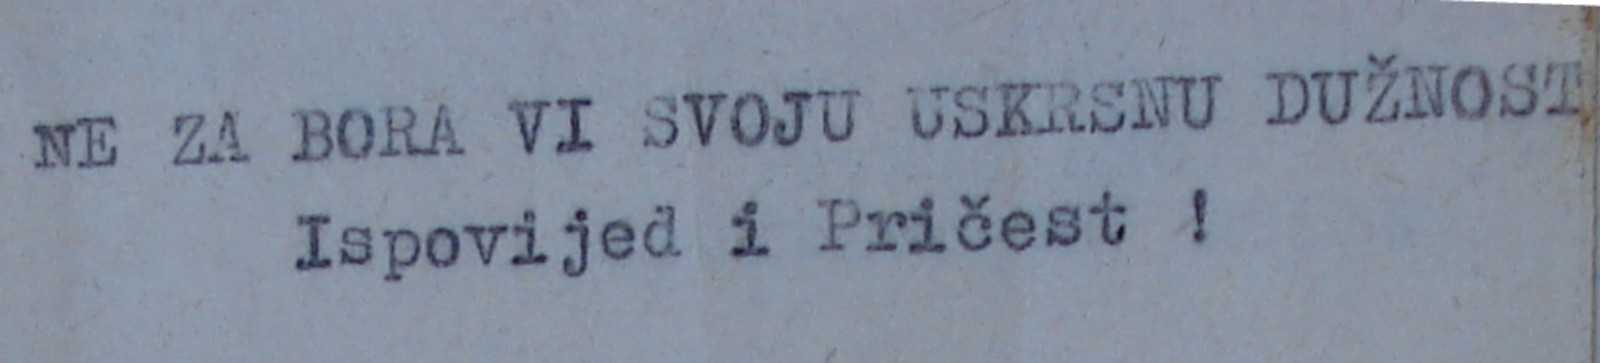 NE ZA BORA VI SVOJU USKRSNU DUŽNOST
Ispovijed i Pričest !